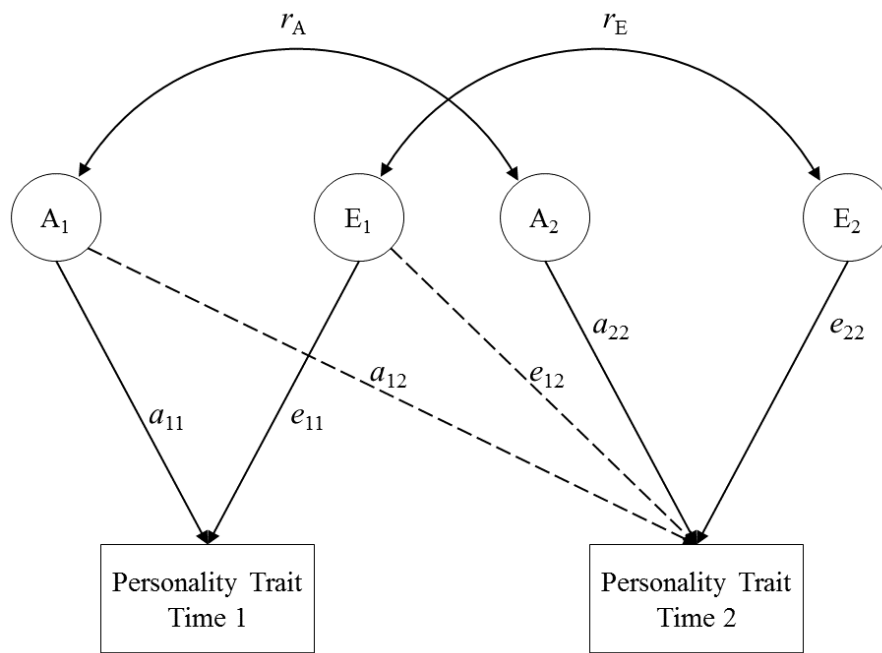 r_A
r_E
A_1
E_1
A_2
E_2
a_22
e_22
a_12
e_12
a_11
e_11
Personality Trait
Time 1
Personality Trait
Time 2